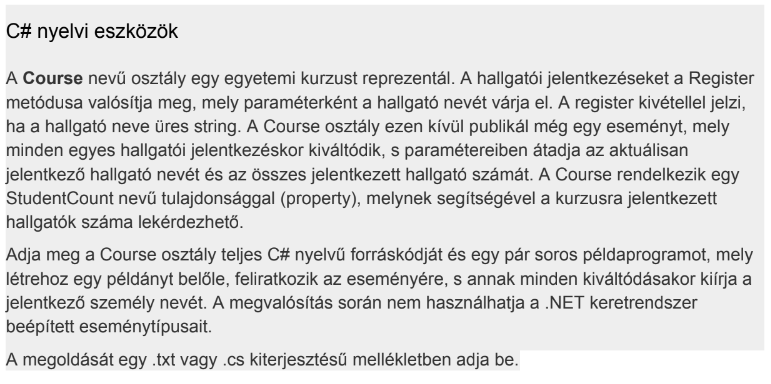 C# nyelvi eszközök
A Course nevű osztály egy egyetemi kurzust reprezentál. A hallgatói jelentkezéseket a Register
metódusa valósítja meg, mely paraméterként a hallgató nevét várja el. A register kivétellel jelzi,
ha a hallgató neve üres string. A Course osztály ezen kívül publikál még egy eseményt, mely
minden egyes hallgatói jelentkezéskor kiváltódik, s paramétereiben átadja az aktuálisan
jelentkező hallgató nevét és az összes jelentkezett hallgató számát. A Course rendelkezik egy
StudentCount nevű tulajdonsággal (property), melynek segítségével a kurzusra jelentkezett
hallgatók száma lekérdezhető.
Adja meg a Course osztály teljes C# nyelvű forráskódját és egy pár soros példaprogramot, mely
létrehoz egy példányt belőle, feliratkozik az eseményére, s annak minden kiváltódásakor kiírja a
jelentkező személy nevét. A megvalósítás során nem használhatja a .NET keretrendszer
beépített eseménytípusait.
A megoldását egy .txt vagy .cs kiterjesztésű mellékletben adja be.